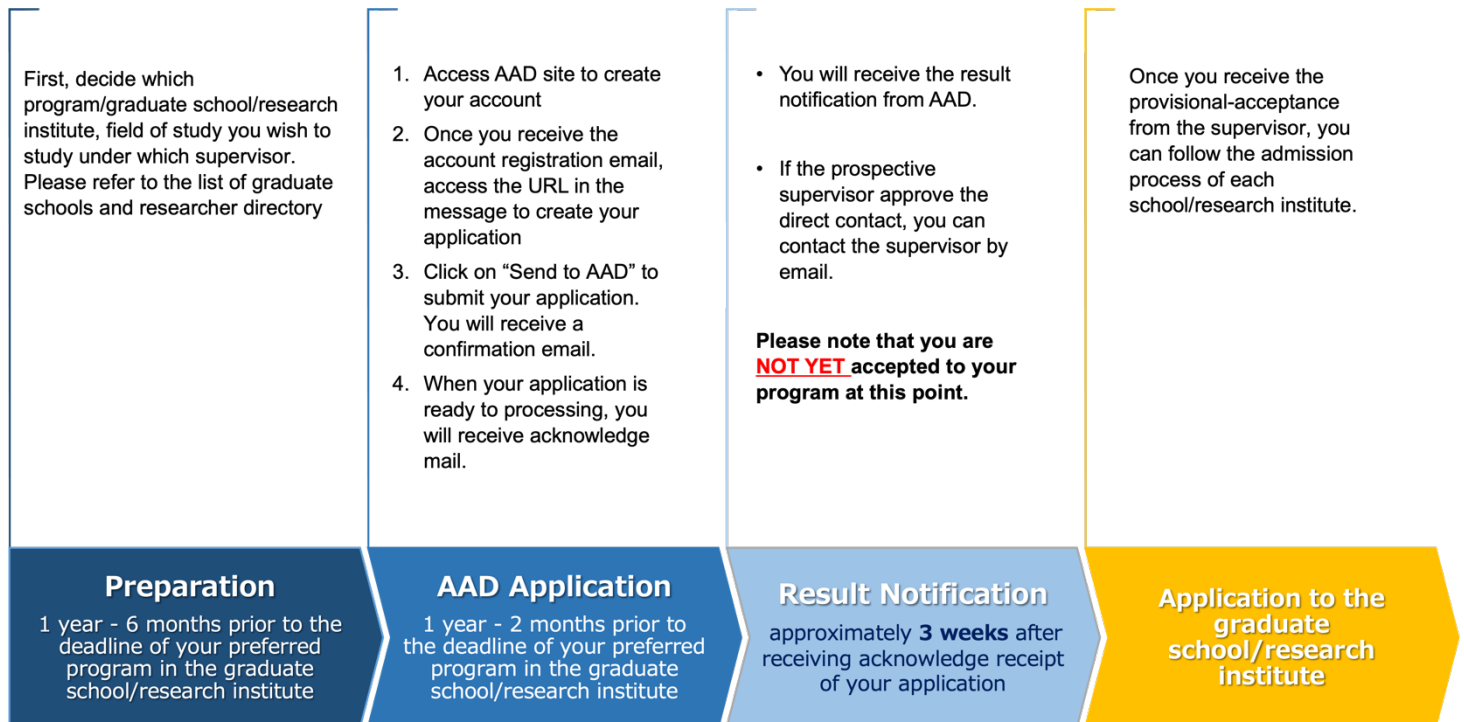 First, decide which
program/graduate school/research
institute, field of study you wish to
study under which supervisor.
Please refer to the list of graduate
schools and researcher directory
1. Access AAD site to create
your account
2. Once you receive the
account registration email,
access the URL in the
message to create your
application
3. Click on “Send to AAD” to
submit your application.
You will receive a
confirmation email.
4. When your application is
ready to processing, you
will receive acknowledge
mail.
• You will receive the result
notification from AAD.
• If the prospective
supervisor approve the
direct contact, you can
contact the supervisor by
email.
Please note that you are
NOT YET accepted to your
program at this point.
Once you receive the
provisional-acceptance
from the supervisor, you
can follow the admission
process of each
school/research institute.
Preparation
1 year - 6 months prior to the
deadline of your preferred
program in the graduate
school/research institute
AAD Application
1 year - 2 months prior to
the deadline of your preferred
program in the graduate
school/research institute
Result Notification
approximately 3 weeks after
receiving acknowledge receipt
of your application
Application to the
graduate
school/research
institute